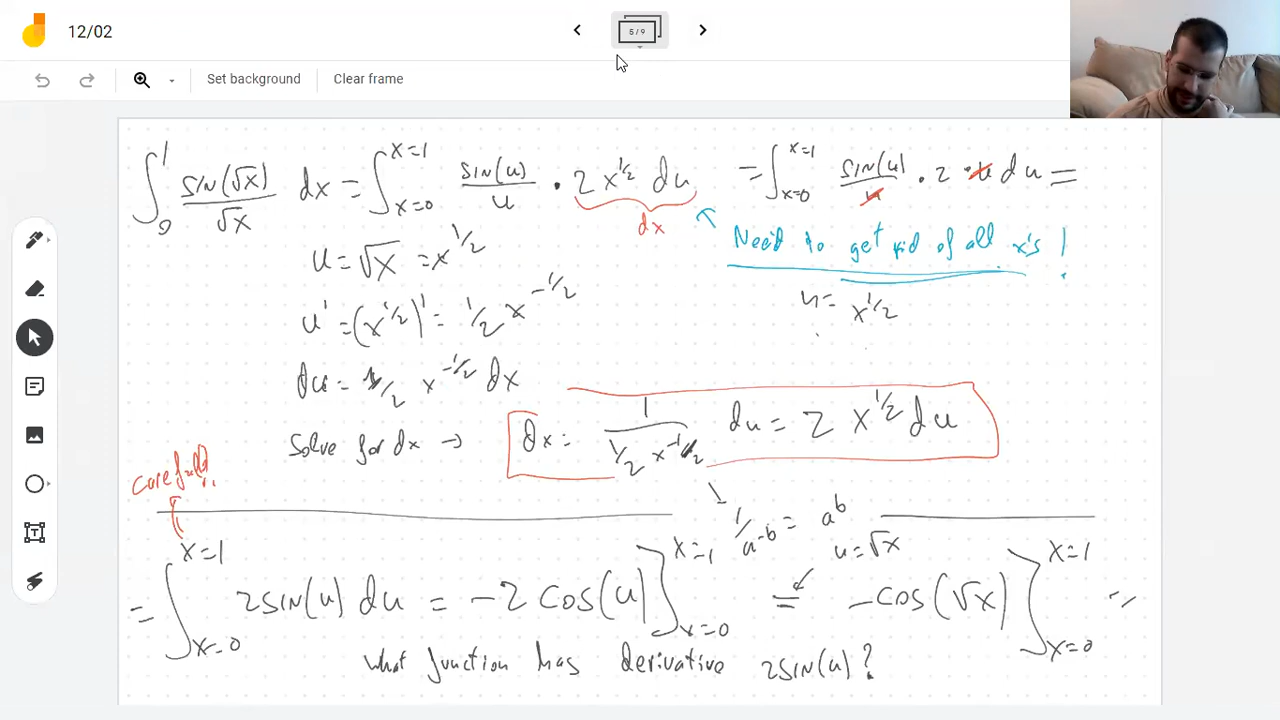 12/02
5/9
Set background
Clear frame
∫₀¹ sin(√x)/√x dx = ∫_{x=0}^{x=1} sin(u)/u · 2 x^{1/2} du = ∫_{x=0}^{x=1} sin(u)/u · 2 · u du =
dx
Need to get rid of all x's !
u = √x = x^{1/2}
u = x^{1/2}
u' = (x^{1/2})' = 1/2 x^{-1/2}
du = 1/2 x^{-1/2} dx
Solve for dx → dx = 1/(1/2 x^{-1/2}) du = 2 x^{1/2} du
careful!!
1/a^{-b} = a^b
u = √x
= ∫_{x=0}^{x=1} 2sin(u) du = -2 cos(u)]_{x=0}^{x=1} = -cos(√x)]_{x=0}^{x=1} =
What function has derivative 2sin(u)?